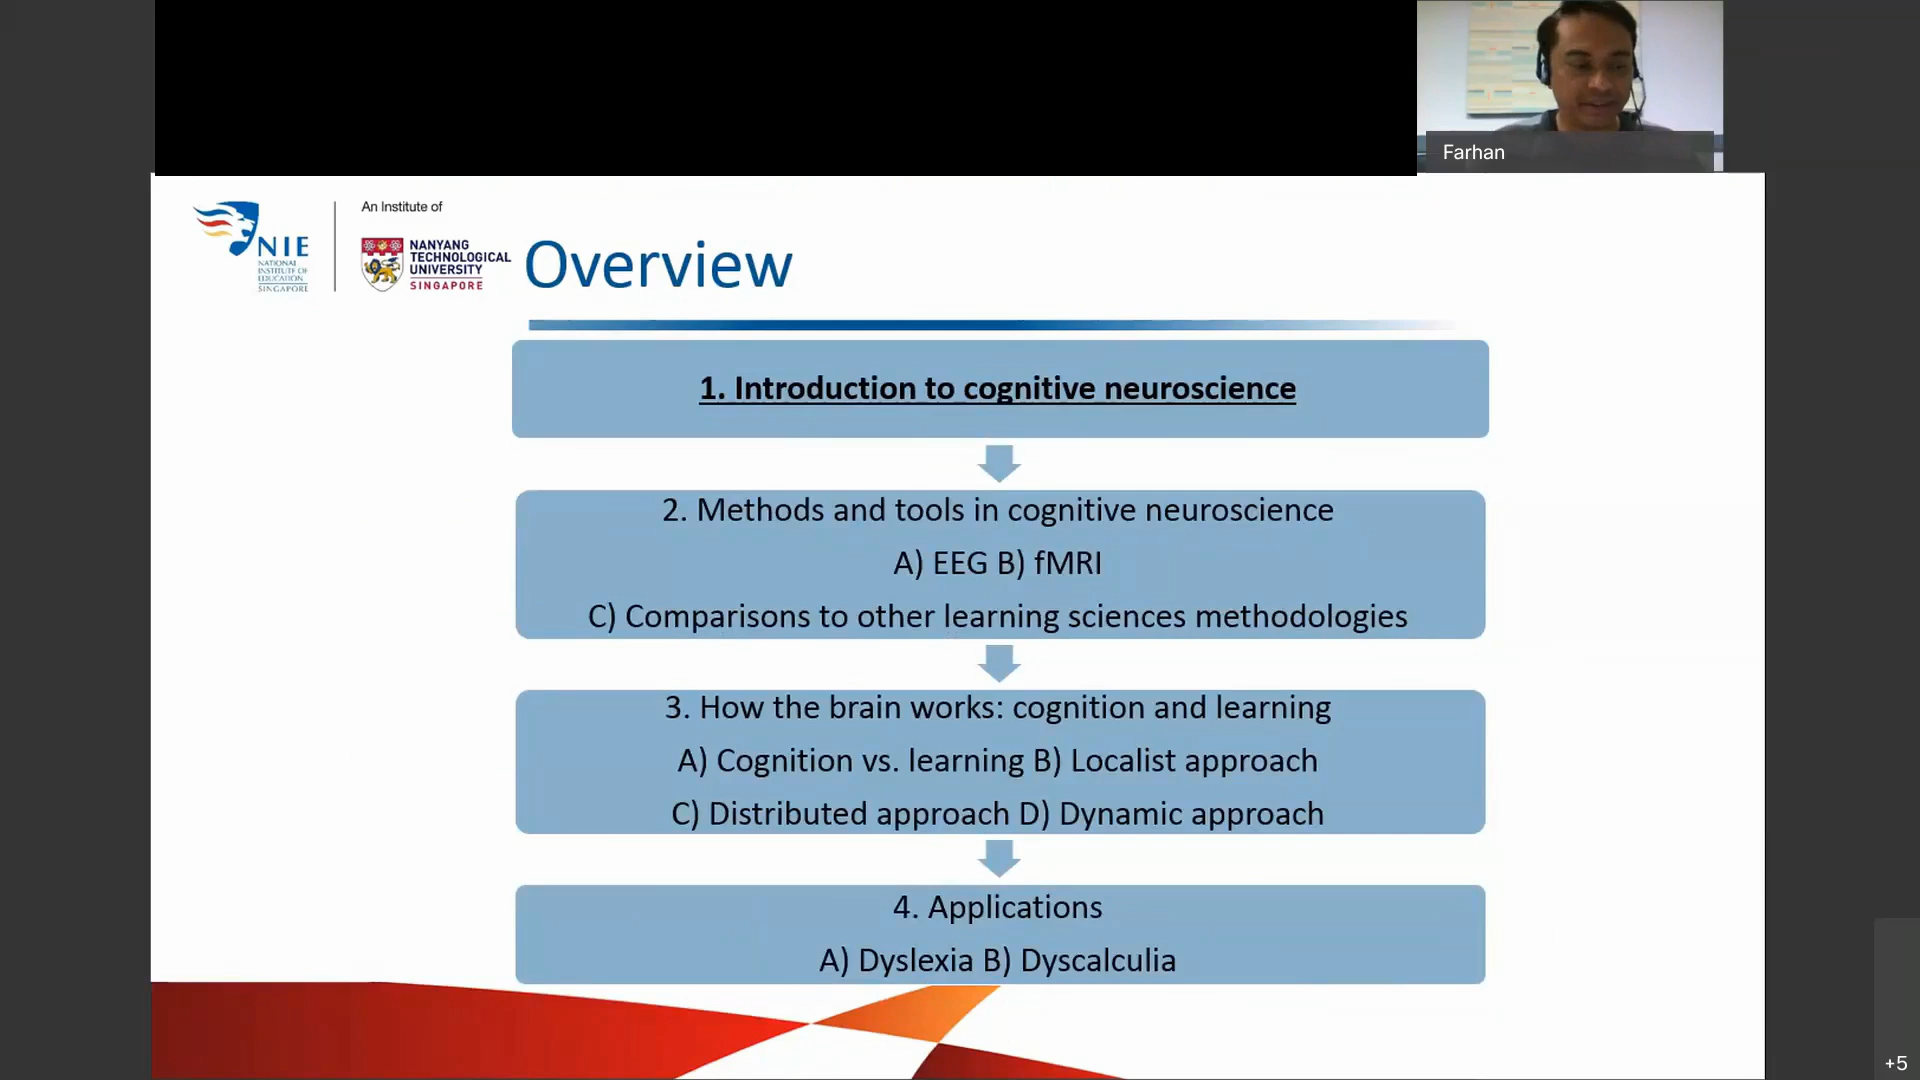 Farhan
An Institute of
NIE
NATIONAL
INSTITUTE OF
EDUCATION
SINGAPORE
NANYANG
TECHNOLOGICAL
UNIVERSITY
SINGAPORE
Overview
1. Introduction to cognitive neuroscience
2. Methods and tools in cognitive neuroscience
A) EEG B) fMRI
C) Comparisons to other learning sciences methodologies
3. How the brain works: cognition and learning
A) Cognition vs. learning B) Localist approach
C) Distributed approach D) Dynamic approach
4. Applications
A) Dyslexia B) Dyscalculia
+5